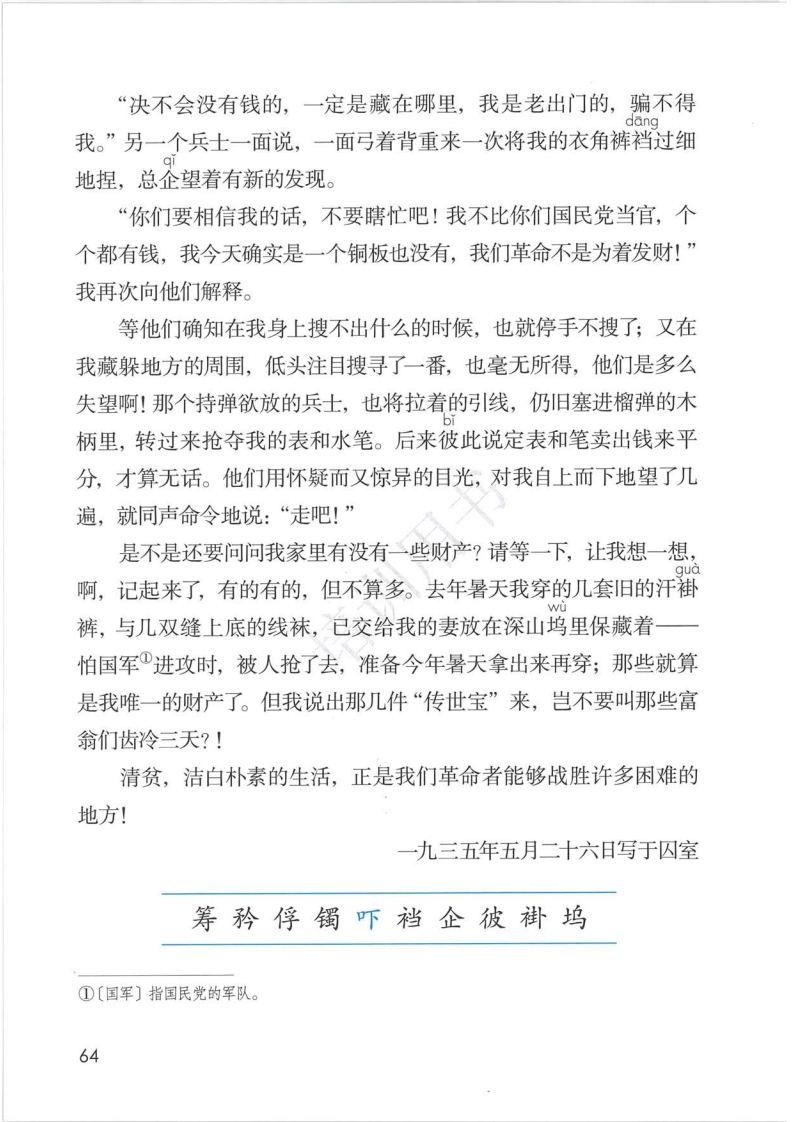 “决不会没有钱的，一定是藏在哪里，我是老出门的，骗不得
dāng
我。”另一个兵士一面说，一面弓着背重来一次将我的衣角裤裆过细
qǐ
地捏，总企望着有新的发现。
“你们要相信我的话，不要瞎忙吧！我不比你们国民党当官，个
个都有钱，我今天确实是一个铜板也没有，我们革命不是为着发财！”
我再次向他们解释。
等他们确知在我身上搜不出什么的时候，也就停手不搜了；又在
我藏躲地方的周围，低头注目搜寻了一番，也毫无所得，他们是多么
失望啊！那个持弹欲放的兵士，也将拉着的引线，仍旧塞进榴弹的木
bǐ
柄里，转过来抢夺我的表和水笔。后来彼此说定表和笔卖出钱来平
分，才算无话。他们用怀疑而又惊异的目光，对我自上而下地望了几
遍，就同声命令地说：“走吧！”
是不是还要问问我家里有没有一些财产？请等一下，让我想一想，
guà
啊，记起来了，有的有的，但不算多。去年暑天我穿的几套旧的汗褂
wù
裤，与几双缝上底的线袜，已交给我的妻放在深山坞里保藏着——
怕国军①进攻时，被人抢了去，准备今年暑天拿出来再穿；那些就算
是我唯一的财产了。但我说出那几件“传世宝”来，岂不要叫那些富
翁们齿冷三天？！
清贫，洁白朴素的生活，正是我们革命者能够战胜许多困难的
地方！
一九三五年五月二十六日写于囚室
筹 矜 俘 镯 吓 裆 企 彼 褂 坞
①〔国军〕指国民党的军队。
64
培训用书